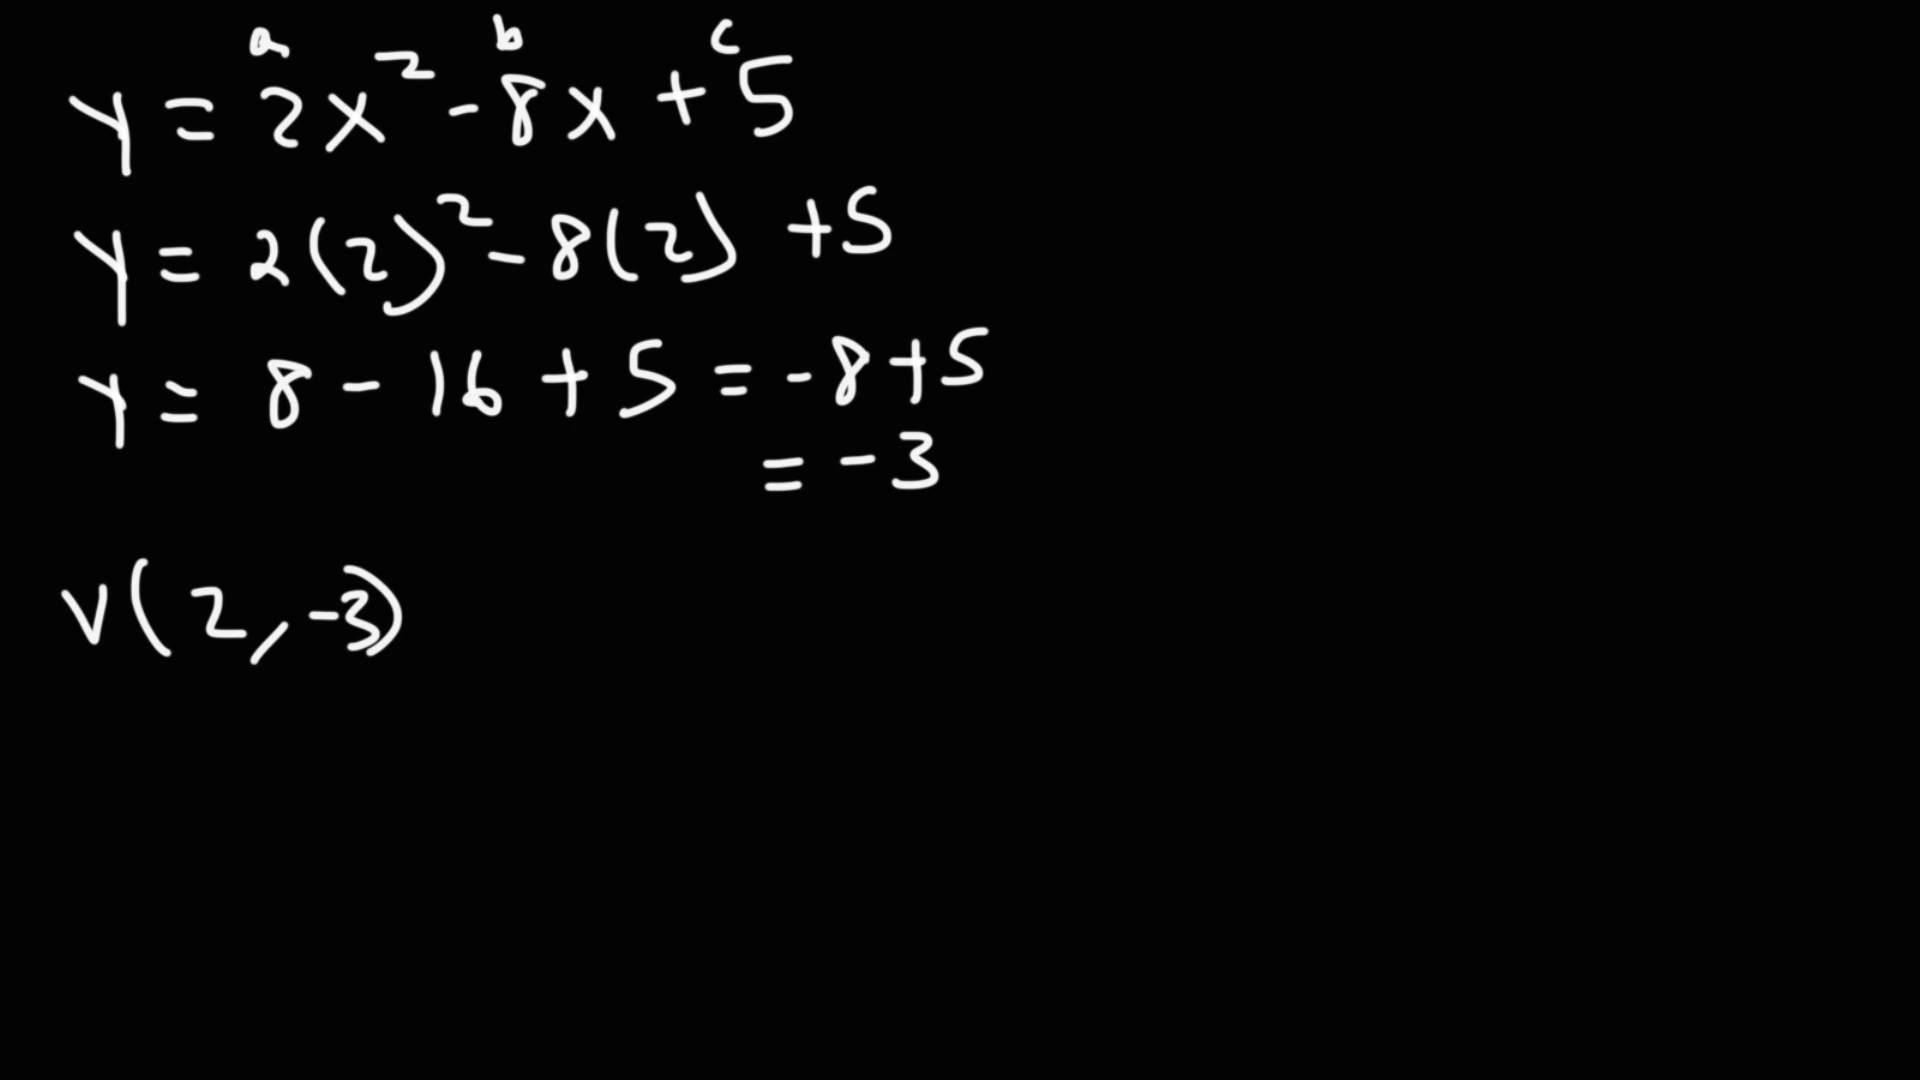 a b c
y = 2x² - 8x + 5
y = 2(2)² - 8(2) + 5
y = 8 - 16 + 5 = -8 + 5
= -3
V(2, -3)